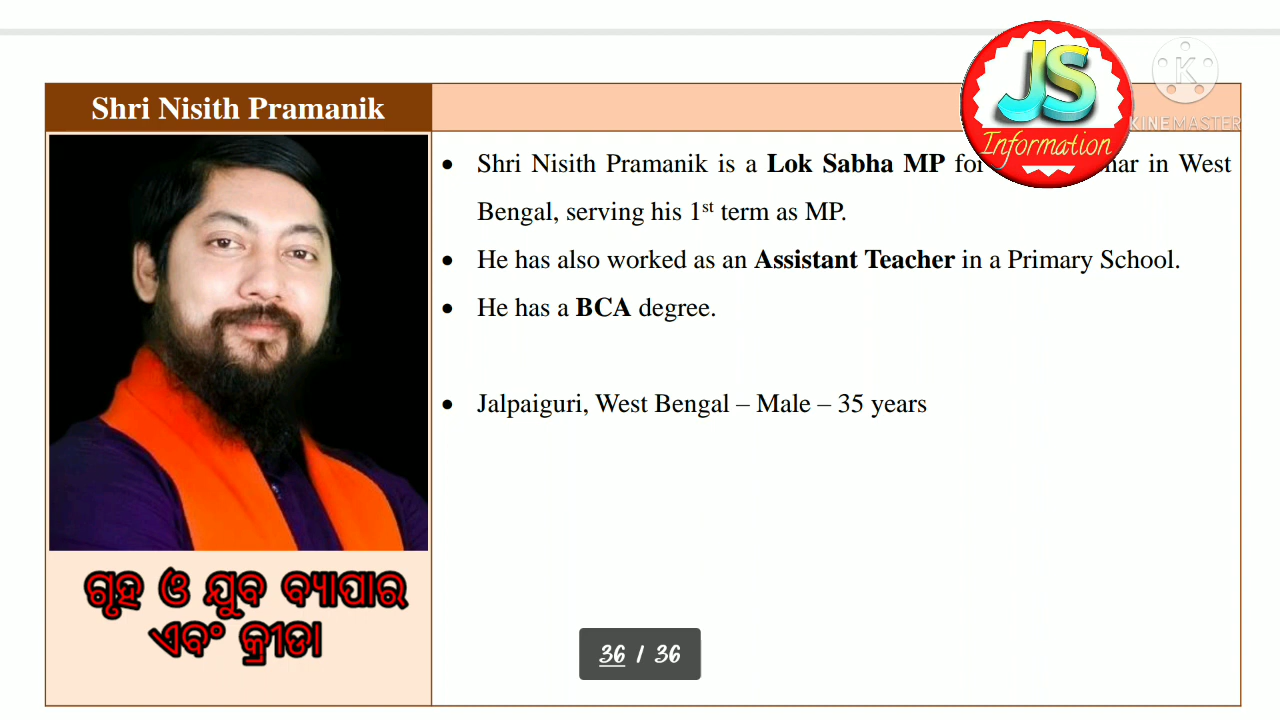 Shri Nisith Pramanik
JS
Information
KINEMASTER
• Shri Nisith Pramanik is a Lok Sabha MP for in West
Bengal, serving his 1st term as MP.
• He has also worked as an Assistant Teacher in a Primary School.
• He has a BCA degree.
• Jalpaiguri, West Bengal – Male – 35 years
ଗୃହ ଓ ଯୁବ ବ୍ୟାପାର
ଏବଂ କ୍ରୀଡା
36 / 36